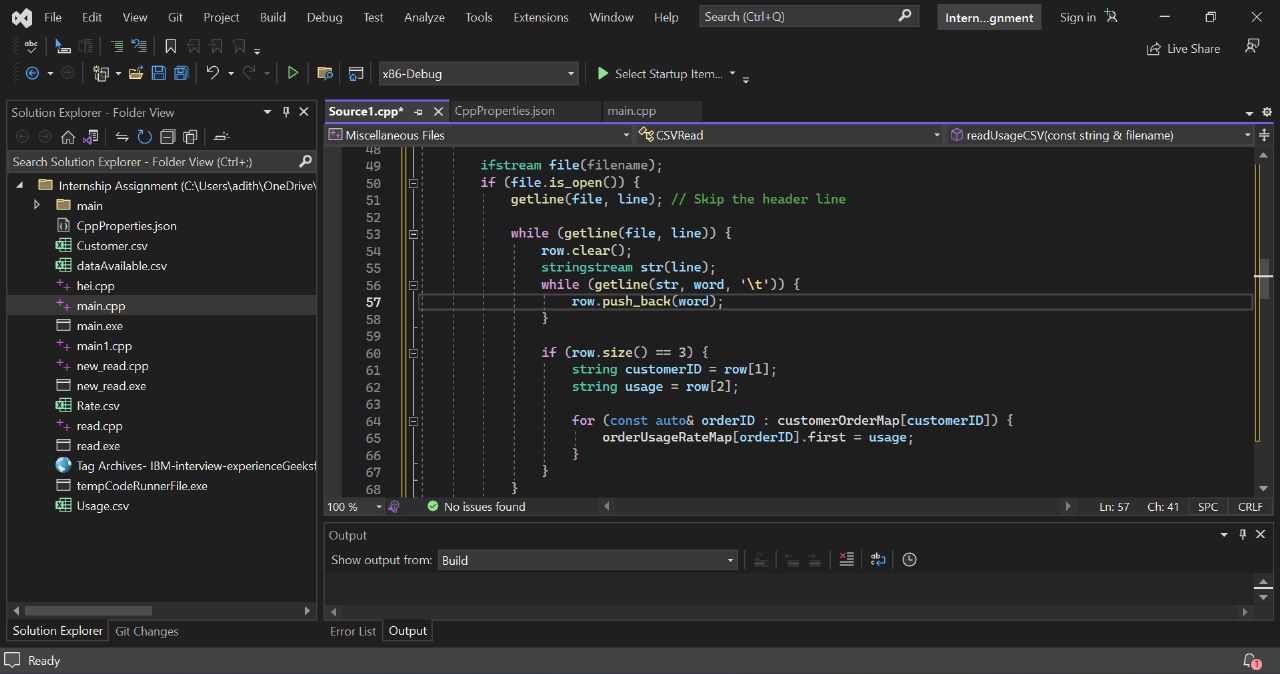 File Edit View Git Project Build Debug Test Analyze Tools Extensions Window Help Search (Ctrl+Q) Intern...gnment Sign in
abc Live Share
x86-Debug Select Startup Item...
Solution Explorer - Folder View
Search Solution Explorer - Folder View (Ctrl+;)
Internship Assignment (C:\Users\adith\OneDrive\
main
CppProperties.json
Customer.csv
dataAvailable.csv
hei.cpp
main.cpp
main.exe
main1.cpp
new_read.cpp
new_read.exe
Rate.csv
read.cpp
read.exe
Tag Archives- IBM-interview-experienceGeeksf
tempCodeRunnerFile.exe
Usage.csv
Solution Explorer Git Changes
Source1.cpp* CppProperties.json main.cpp
Miscellaneous Files CSVRead readUsageCSV(const string & filename)
48
49 ifstream file(filename);
50 if (file.is_open()) {
51 getline(file, line); // Skip the header line
52
53 while (getline(file, line)) {
54 row.clear();
55 stringstream str(line);
56 while (getline(str, word, '\t')) {
57 row.push_back(word);
58 }
59
60 if (row.size() == 3) {
61 string customerID = row[1];
62 string usage = row[2];
63
64 for (const auto& orderID : customerOrderMap[customerID]) {
65 orderUsageRateMap[orderID].first = usage;
66 }
67 }
68 }
100 % No issues found Ln: 57 Ch: 41 SPC CRLF
Output
Show output from: Build
Error List Output
Ready 1